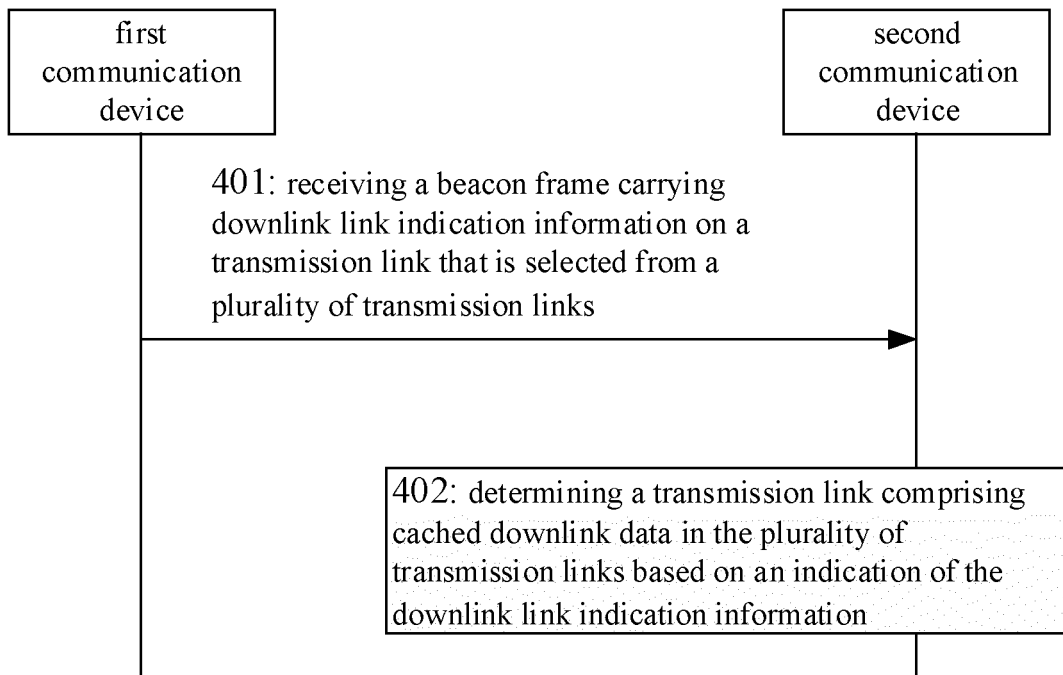 first
communication
device
second
communication
device
401: receiving a beacon frame carrying
downlink link indication information on a
transmission link that is selected from a
plurality of transmission links
402: determining a transmission link comprising
cached downlink data in the plurality of
transmission links based on an indication of the
downlink link indication information